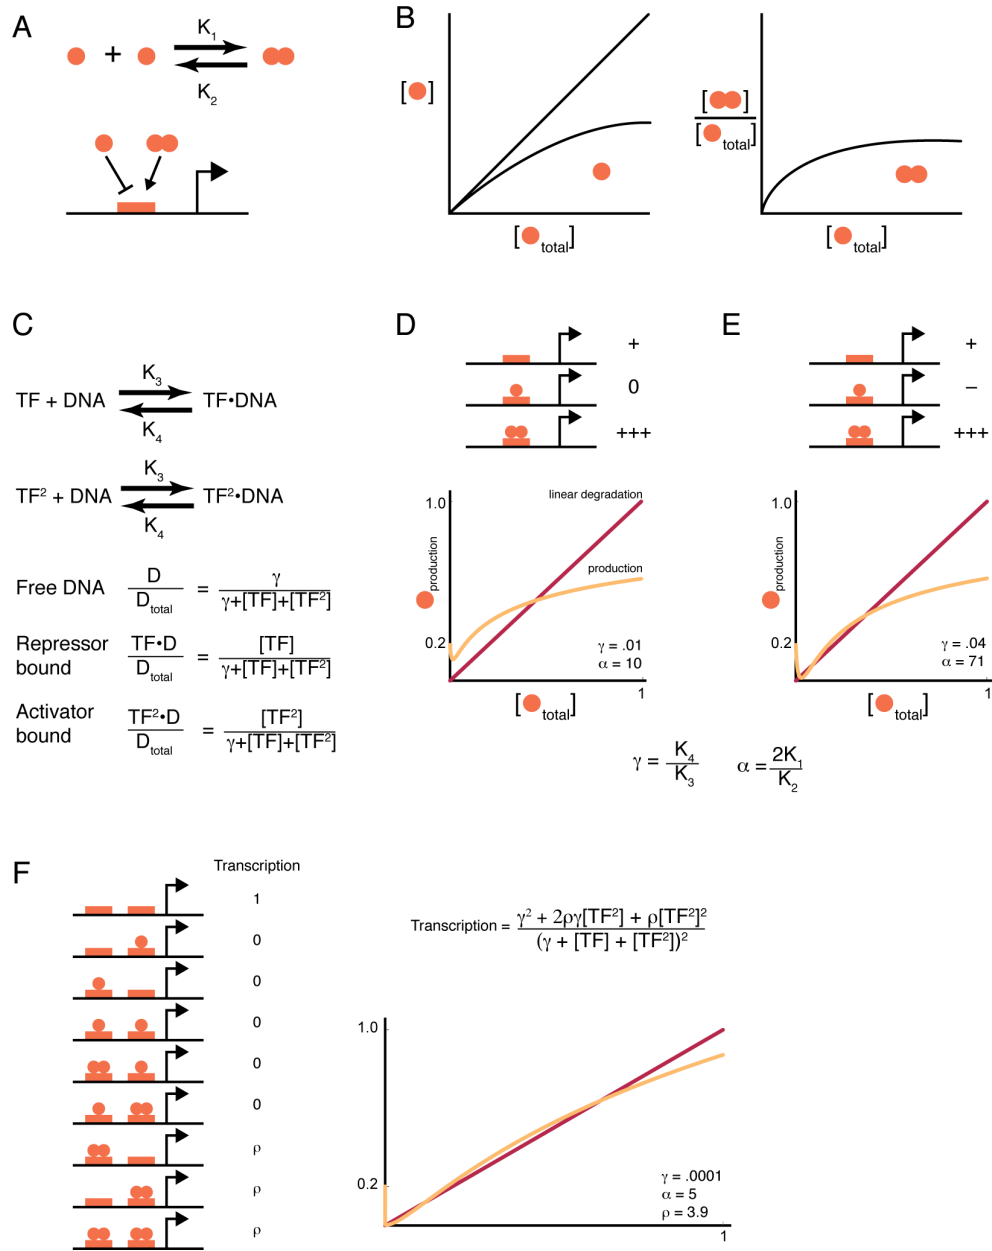 A
K1
+
K2
B
[ ]
[ total]
[ ]
[ total]
[ total]
C
K3
TF + DNA TF•DNA
K4
K3
TF² + DNA TF²•DNA
K4
Free DNA D/Dtotal = γ/γ+[TF]+[TF²]
Repressor bound TF•D/Dtotal = [TF]/γ+[TF]+[TF²]
Activator bound TF²•D/Dtotal = [TF²]/γ+[TF]+[TF²]
D
+
0
+++
1.0
linear degradation
production
production
0.2
γ = .01
α = 10
1
[ total]
E
+
–
+++
1.0
production
0.2
γ = .04
α = 71
1
[ total]
γ = K4/K3 α = 2K1/K2
F
Transcription
1
0
0
0
0
0
ρ
ρ
ρ
Transcription = γ² + 2ργ[TF²] + ρ[TF²]²/(γ + [TF] + [TF²])²
1.0
0.2
γ = .0001
α = 5
ρ = 3.9
1